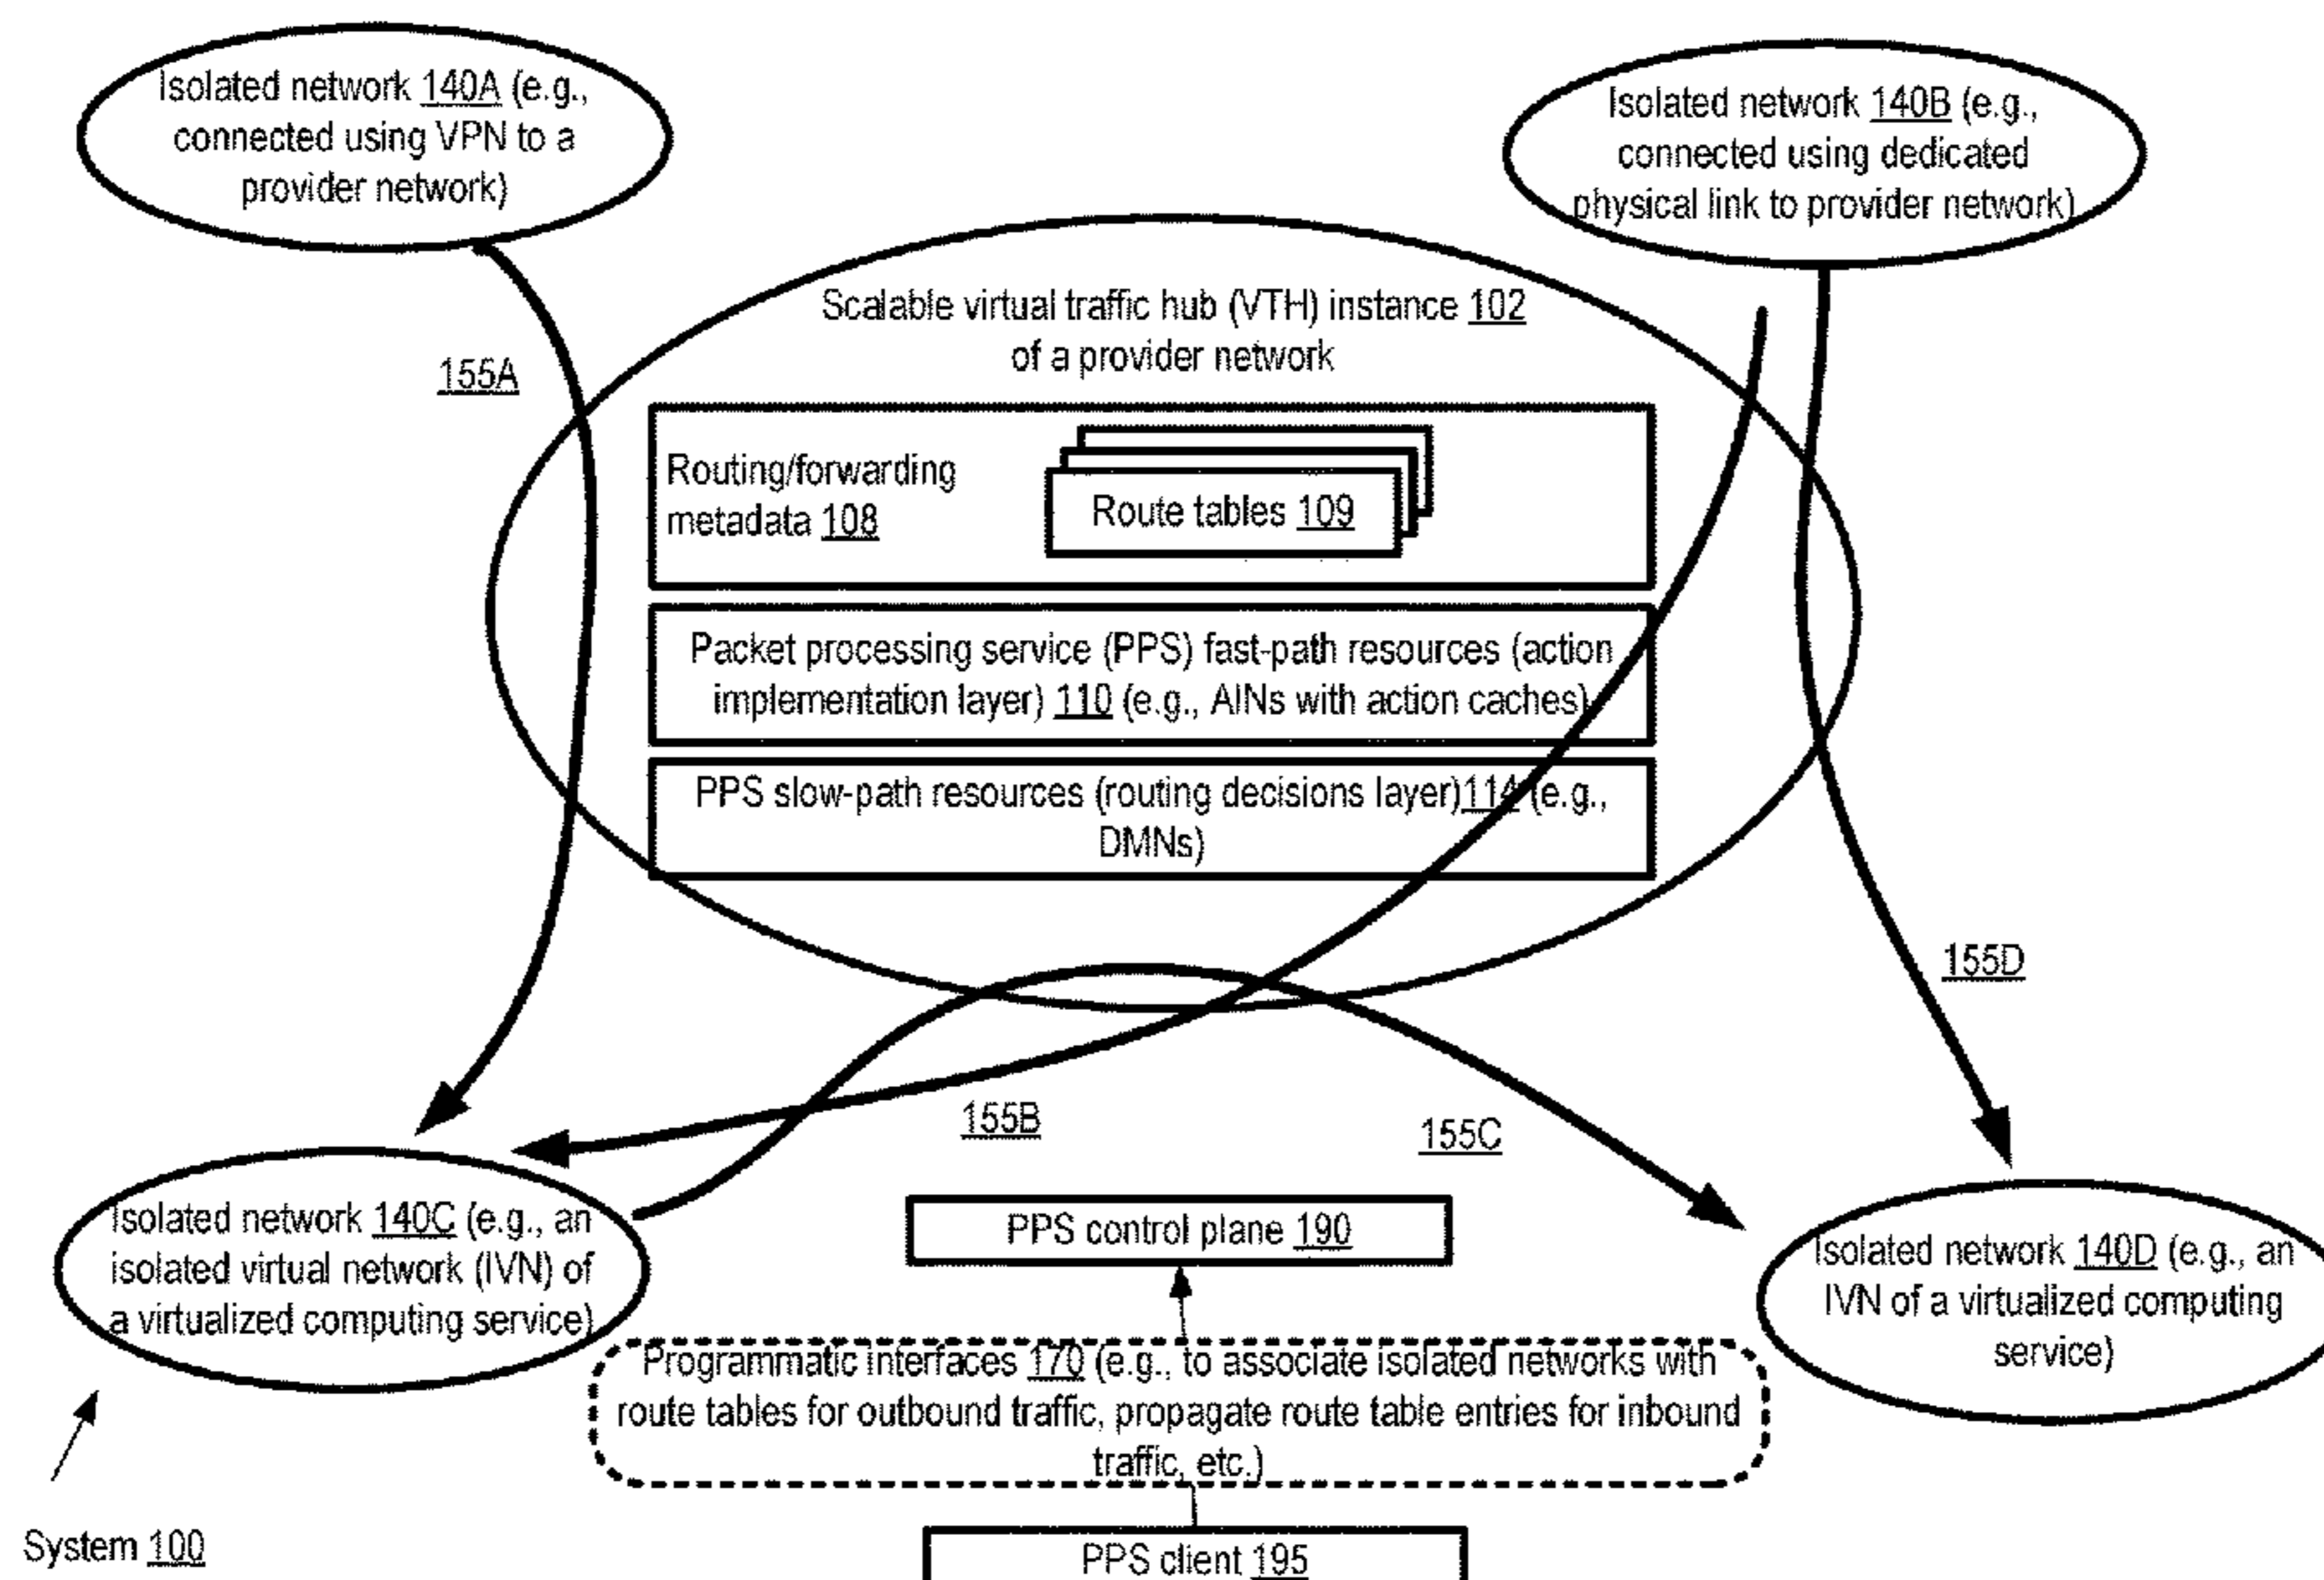 Isolated network 140A (e.g.,
connected using VPN to a
provider network)
Isolated network 140B (e.g.,
connected using dedicated
physical link to provider network)
Scalable virtual traffic hub (VTH) instance 102
of a provider network
155A
Routing/forwarding
metadata 108
Route tables 109
Packet processing service (PPS) fast-path resources (action
implementation layer) 110 (e.g., AINs with action caches)
PPS slow-path resources (routing decisions layer)114 (e.g.,
DMNs)
155D
155B
155C
Isolated network 140C (e.g., an
isolated virtual network (IVN) of
a virtualized computing service)
PPS control plane 190
Isolated network 140D (e.g., an
IVN of a virtualized computing
service)
Programmatic interfaces 170 (e.g., to associate isolated networks with
route tables for outbound traffic, propagate route table entries for inbound
traffic, etc.)
System 100
PPS client 195